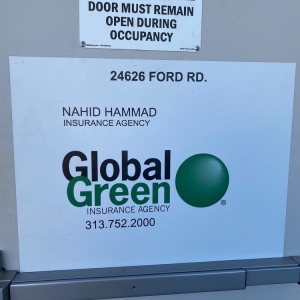 DOOR MUST REMAIN
OPEN DURING
OCCUPANCY
24626 FORD RD.
NAHID HAMMAD
INSURANCE AGENCY
Global
Green
INSURANCE AGENCY
®
313.752.2000